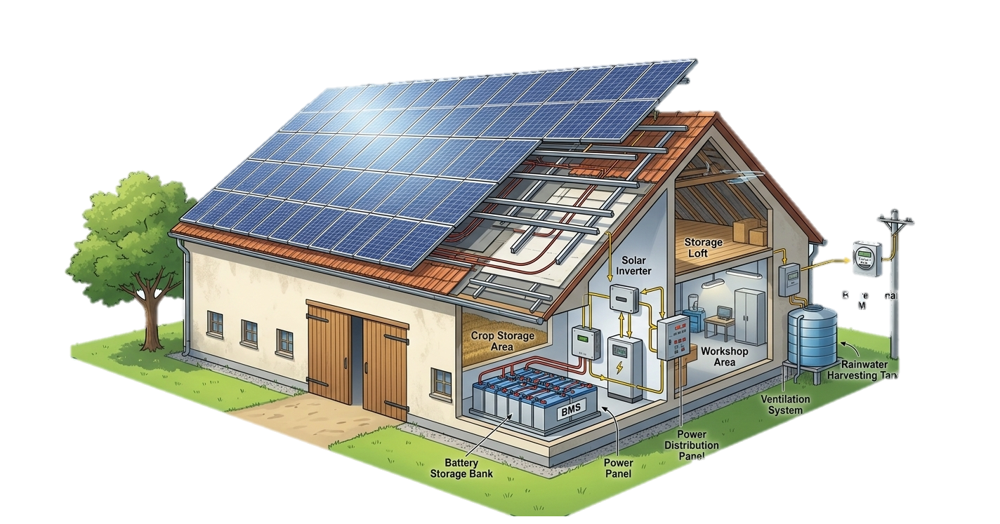 Storage
Loft
Solar
Inverter
Crop Storage
Area
Workshop
Area
BMS
Rainwater
Harvesting Tan
Ventilation
System
Power
Distribution
Panel
Battery
Storage Bank
Power
Panel